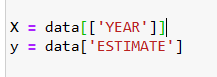 X = data[['YEAR']]
y = data['ESTIMATE']